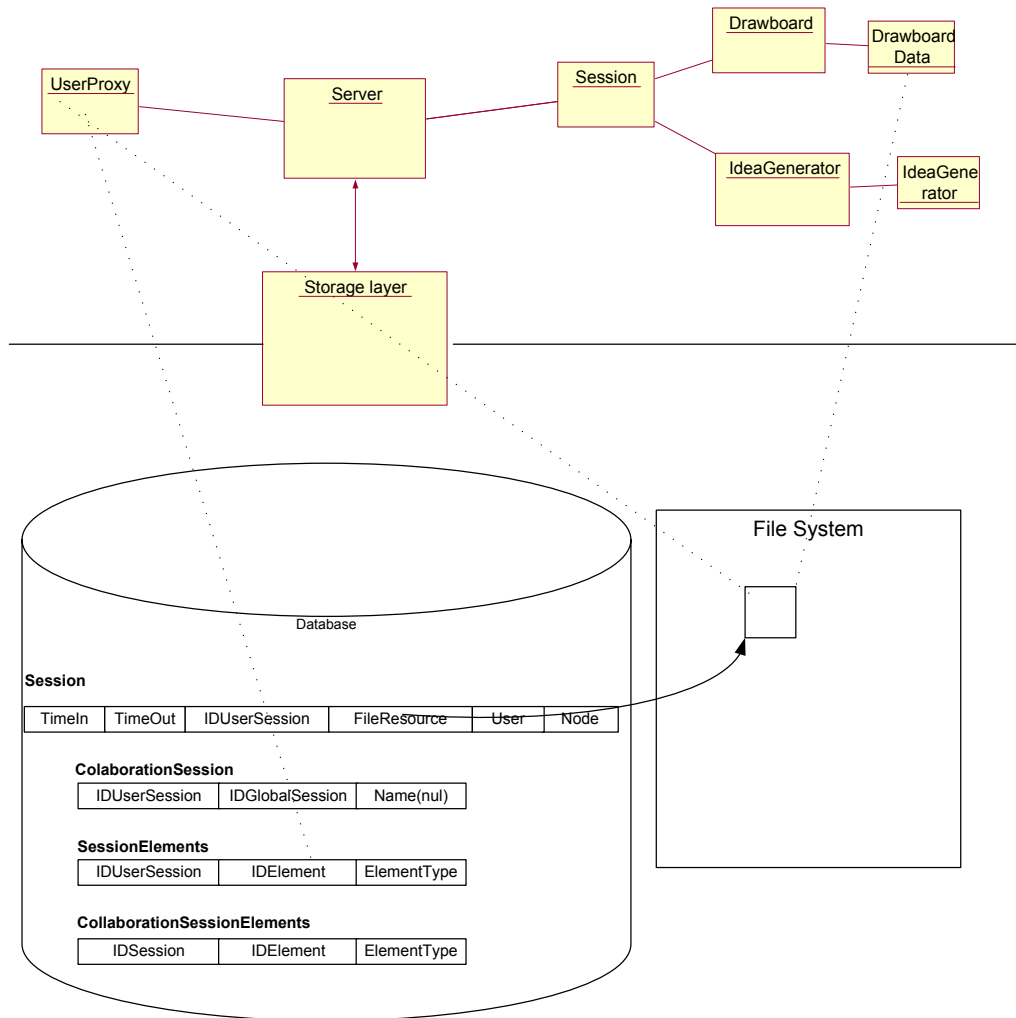 Drawboard
Drawboard
Data
UserProxy
Server
Session
IdeaGenerator
IdeaGene
rator
Storage layer
File System
Database
Session
TimeIn TimeOut IDUserSession FileResource User Node
ColaborationSession
IDUserSession IDGlobalSession Name(nul)
SessionElements
IDUserSession IDElement ElementType
CollaborationSessionElements
IDSession IDElement ElementType